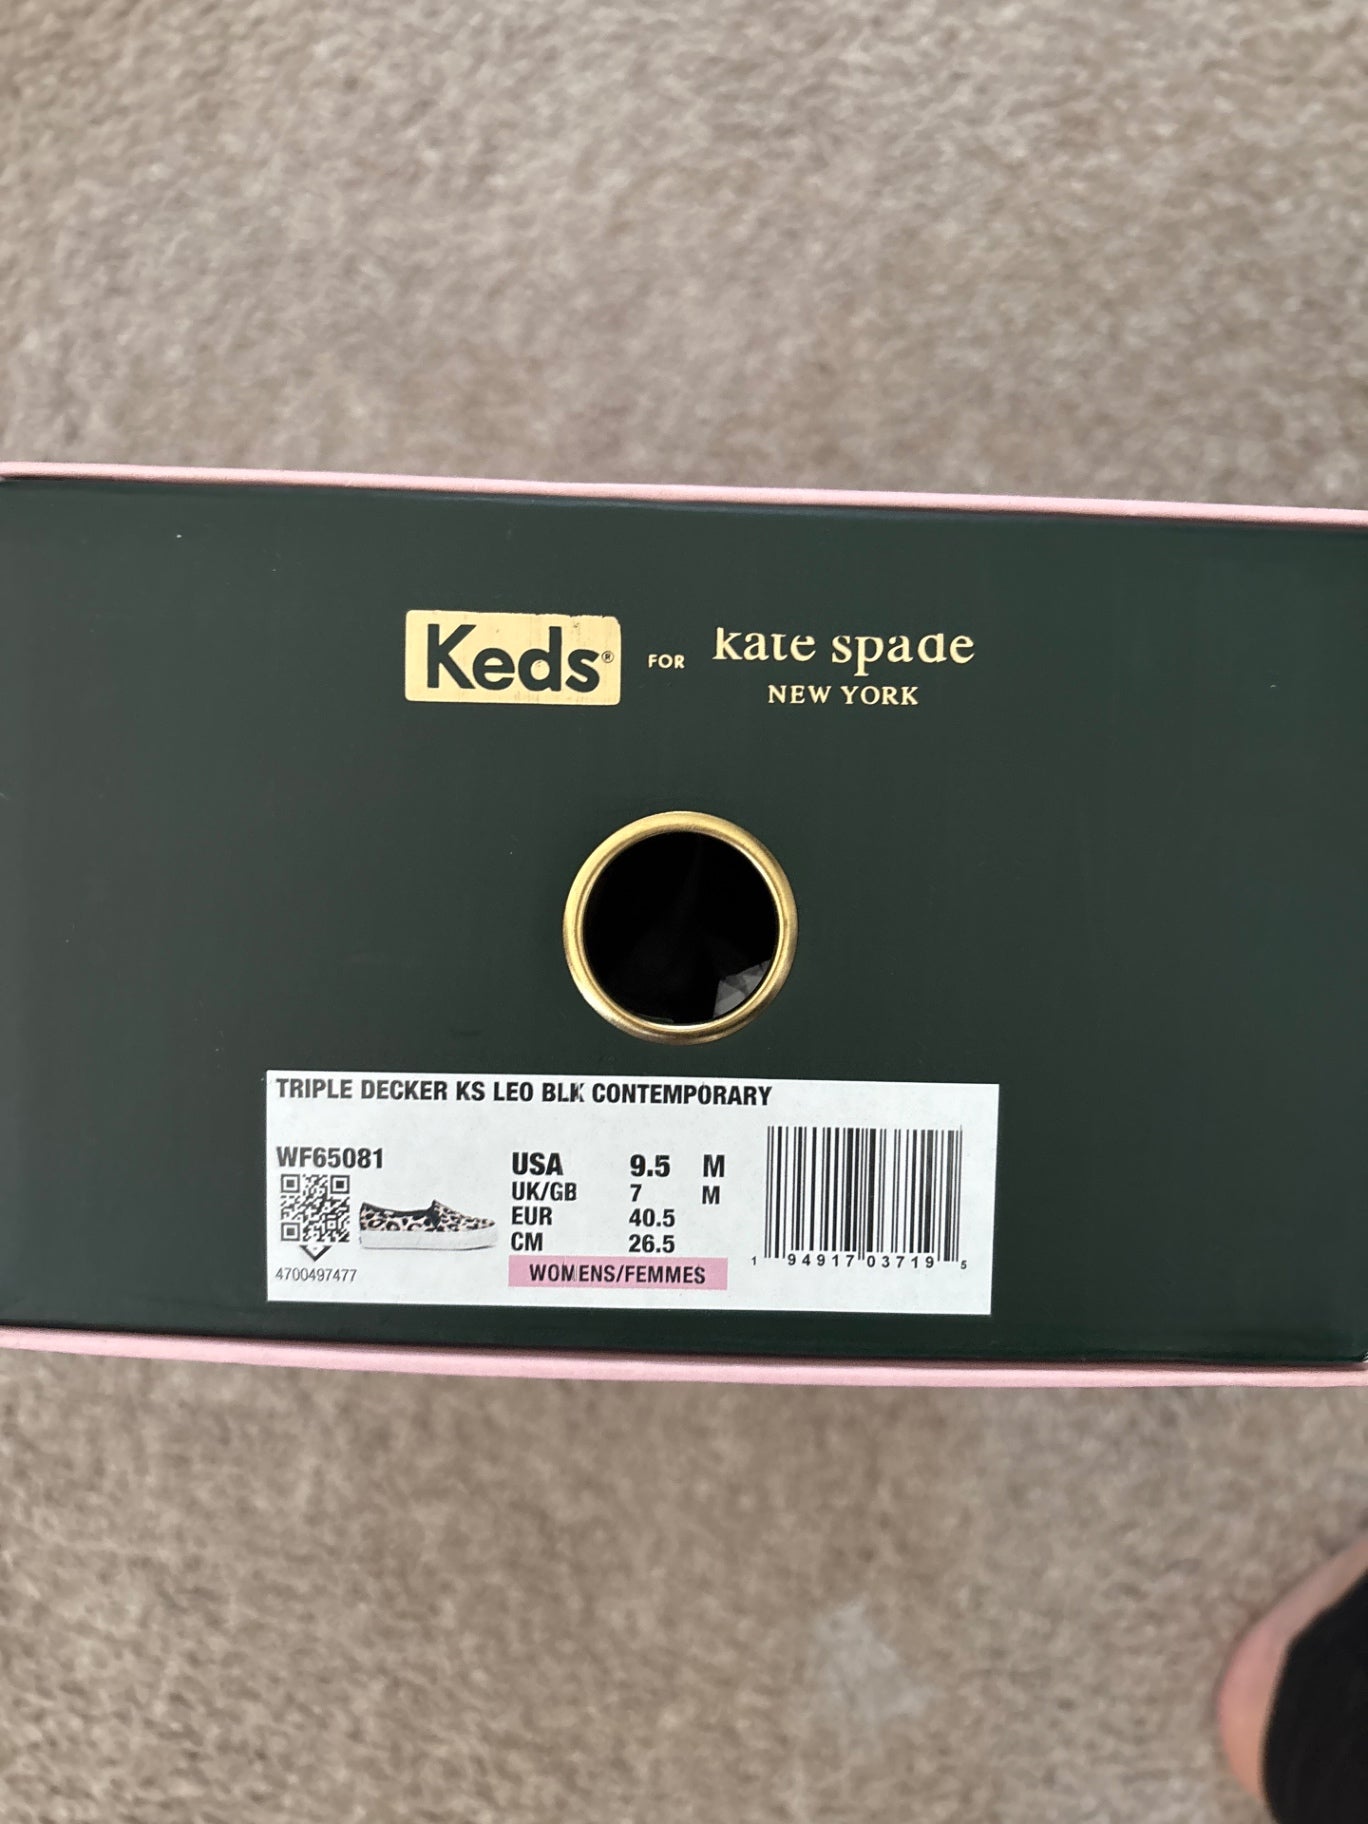 Keds® FOR kate spade
NEW YORK
TRIPLE DECKER KS LEO BLK CONTEMPORARY
WF65081
USA 9.5 M
UK/GB 7 M
EUR 40.5
CM 26.5
WOMENS/FEMMES
4700497477
1 94917 03719 5